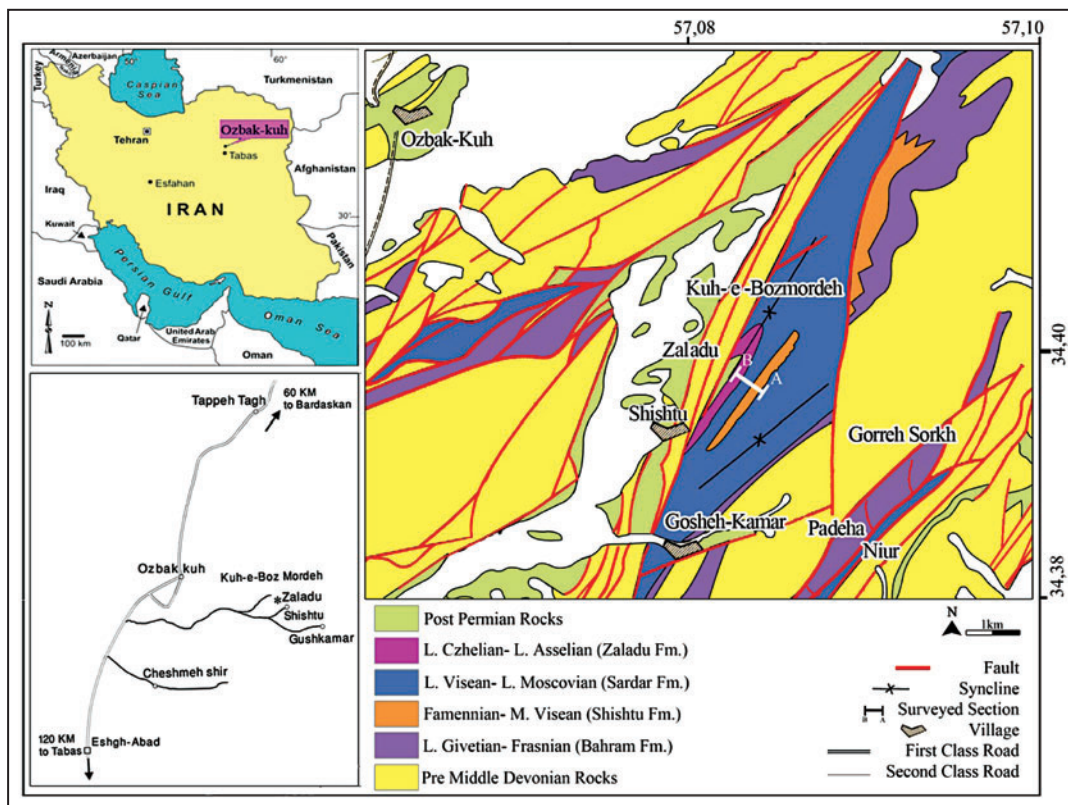 57,08
57,10
60°
50°
Turkey
Armenia
Azerbaijan
Caspian
Sea
Turkmenistan
Ozbak-kuh
Tehran
Tabas
Afghanistan
Iraq
Esfahan
IRAN
Kuwait
30°
Pakistan
Persian Gulf
Saudi Arabia
N
100 km
Qatar
United Arab
Emirates
Oman
Oman Sea
Ozbak-Kuh
Kuh- e -Bozmordeh
Zaladu
B
A
Shishtu
Gorreh Sorkh
Gosheh-Kamar
Padeha
Niur
34,40
34,38
60 KM
to Bardaskan
Tappeh Tagh
Ozbak kuh
Kuh-e-Boz Mordeh
*Zaladu
Shishtu
Gushkamar
Cheshmeh shir
120 KM
to Tabas
Eshgh-Abad
Post Permian Rocks
L. Czhelian- L. Asselian (Zaladu Fm.)
L. Visean- L. Moscovian (Sardar Fm.)
Famennian- M. Visean (Shishtu Fm.)
L. Givetian- Frasnian (Bahram Fm.)
Pre Middle Devonian Rocks
N
1km
Fault
Syncline
B A Surveyed Section
Village
First Class Road
Second Class Road